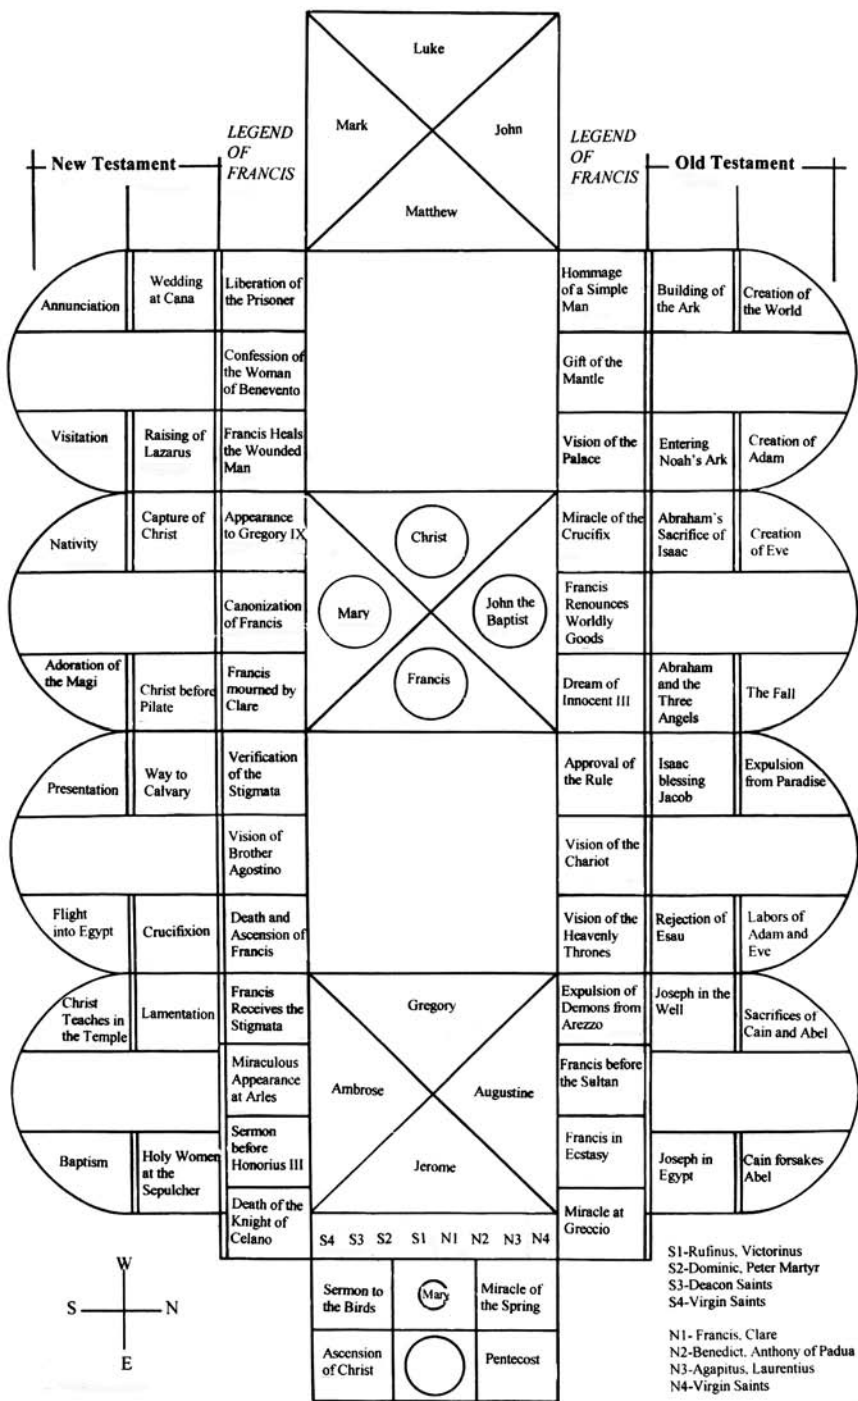 Luke
Mark
John
Matthew
New Testament
LEGEND
OF
FRANCIS
LEGEND
OF
FRANCIS
Old Testament
Annunciation
Wedding
at Cana
Liberation of
the Prisoner
Hommage
of a Simple
Man
Building of
the Ark
Creation of
the World
Confession of
the Woman
of Benevento
Gift of the
Mantle
Visitation
Raising of
Lazarus
Francis Heals
the Wounded
Man
Vision of the
Palace
Entering
Noah's Ark
Creation of
Adam
Nativity
Capture of
Christ
Appearance
to Gregory IX
Christ
Miracle of the
Crucifix
Abraham's
Sacrifice of
Isaac
Creation
of Eve
Canonization
of Francis
Mary
John the
Baptist
Francis
Renounces
Worldly
Goods
Adoration of
the Magi
Christ before
Pilate
Francis
mourned by
Clare
Francis
Dream of
Innocent III
Abraham
and the
Three
Angels
The Fall
Presentation
Way to
Calvary
Verification
of the
Stigmata
Approval of
the Rule
Isaac
blessing
Jacob
Expulsion
from Paradise
Vision of
Brother
Agostino
Vision of the
Chariot
Flight
into Egypt
Crucifixion
Death and
Ascension of
Francis
Vision of the
Heavenly
Thrones
Rejection of
Esau
Labors of
Adam and
Eve
Christ
Teaches in
the Temple
Lamentation
Francis
Receives the
Stigmata
Gregory
Expulsion of
Demons from
Arezzo
Joseph in the
Well
Sacrifices of
Cain and Abel
Miraculous
Appearance
at Arles
Ambrose
Augustine
Francis before
the Sultan
Baptism
Holy Women
at the
Sepulcher
Sermon
before
Honorius III
Jerome
Francis in
Ecstasy
Joseph in
Egypt
Cain forsakes
Abel
Death of the
Knight of
Celano
S4 S3 S2 S1 N1 N2 N3 N4
Miracle at
Greccio
Sermon to
the Birds
Mary
Miracle of
the Spring
Ascension
of Christ
Pentecost
W
S N
E
S1-Rufinus, Victorinus
S2-Dominic, Peter Martyr
S3-Deacon Saints
S4-Virgin Saints
N1- Francis, Clare
N2-Benedict, Anthony of Padua
N3-Agapitus, Laurentius
N4-Virgin Saints